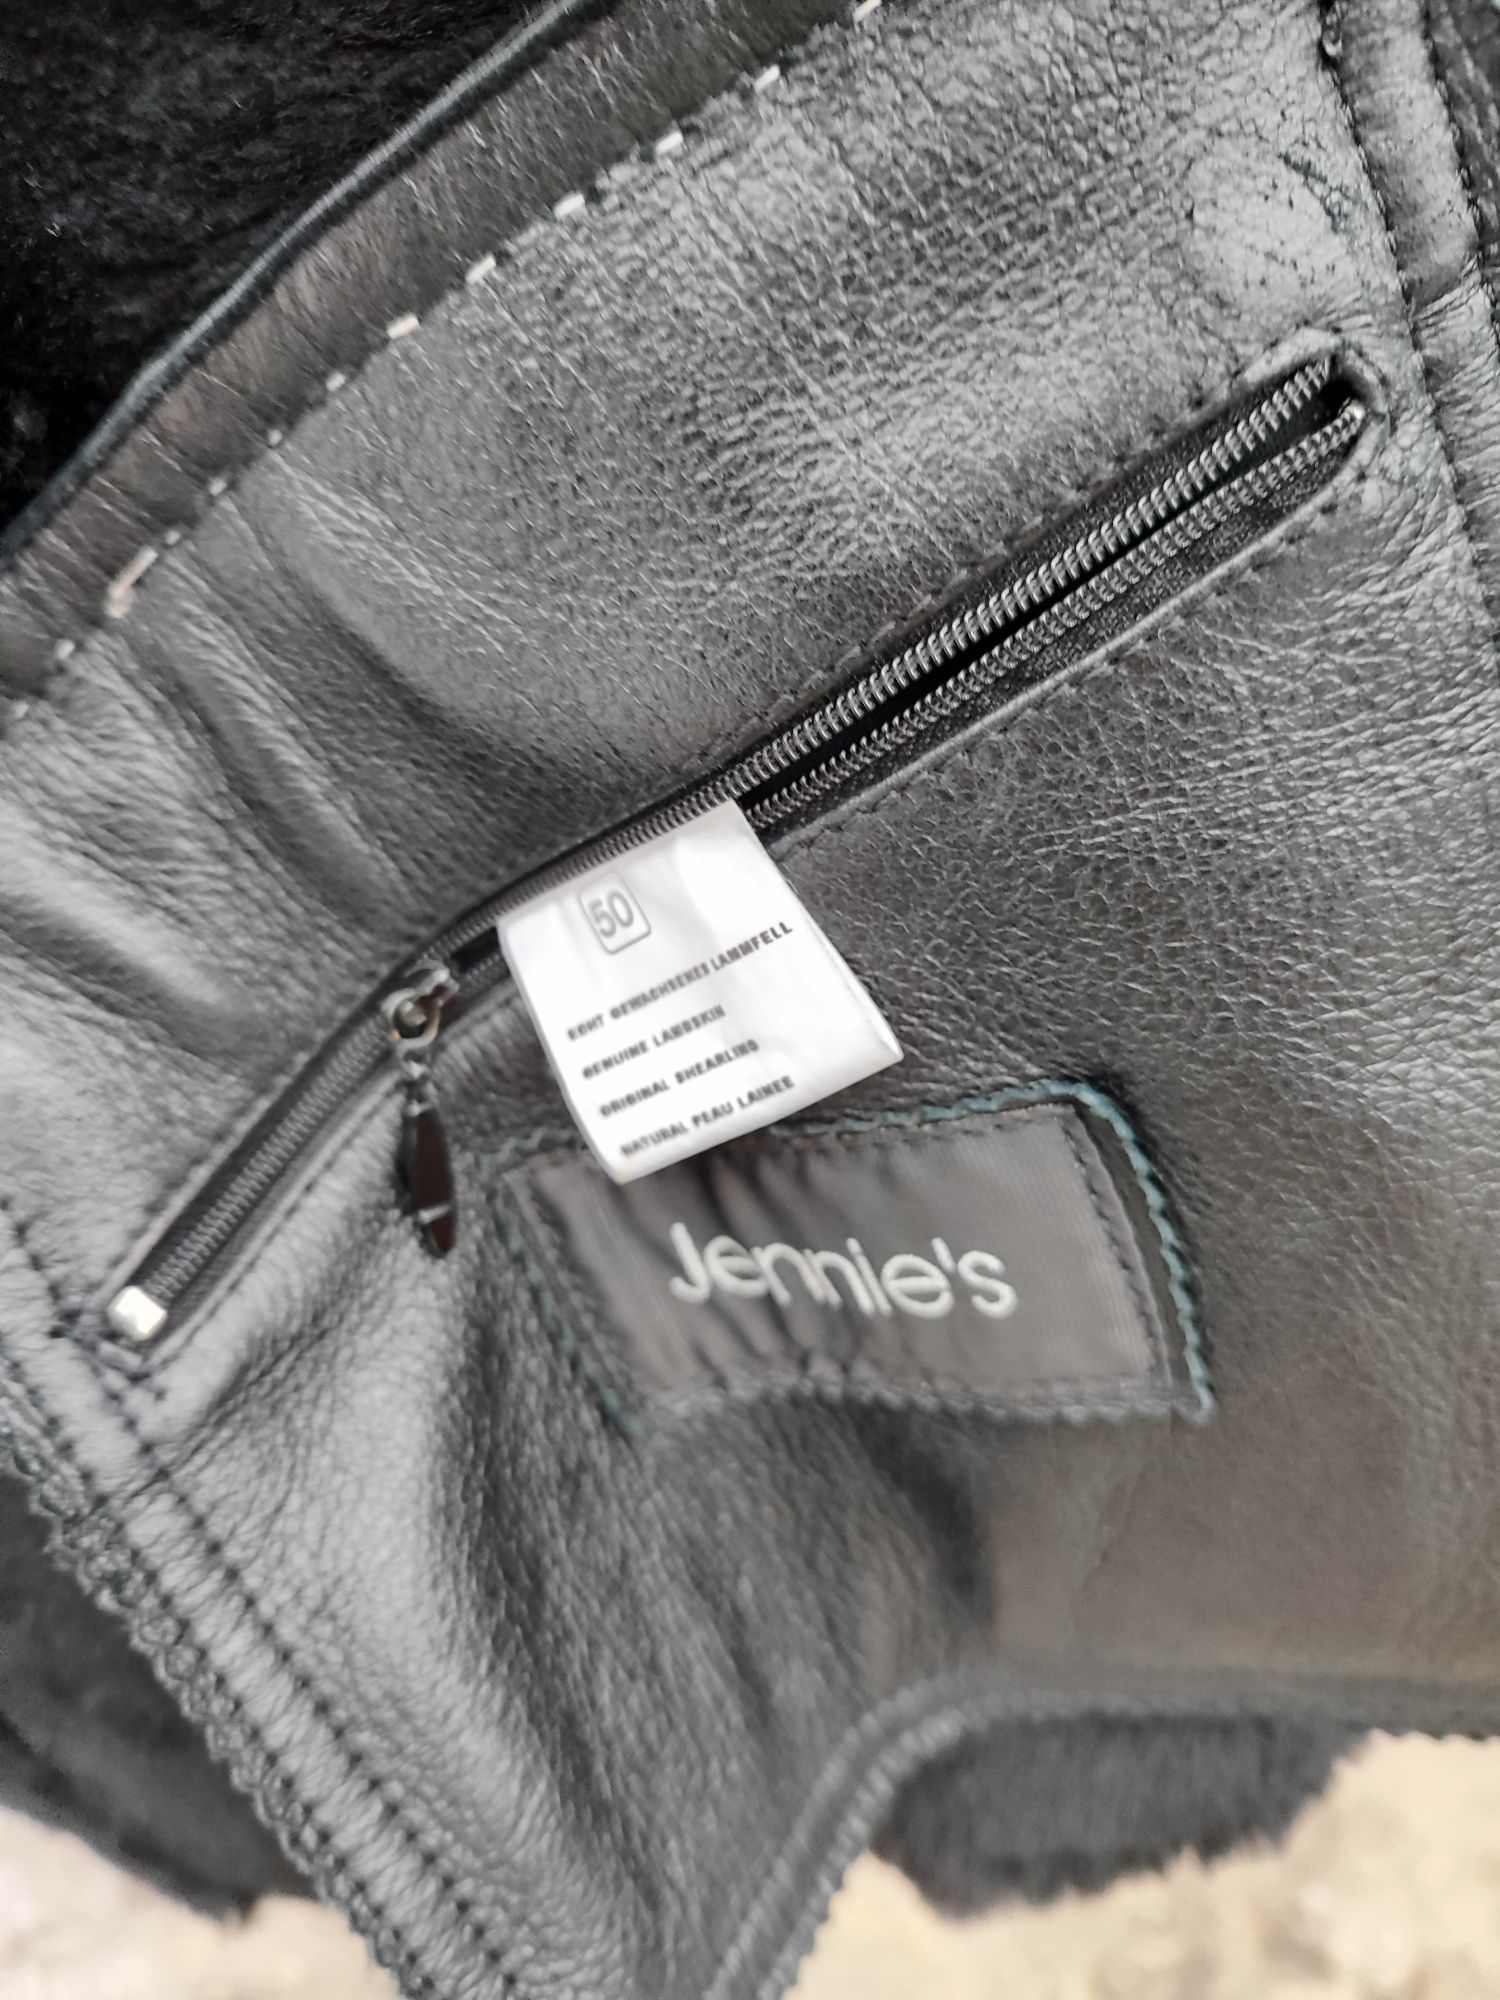 50
ECHT GEWACHSENES LAMMFELL
GENUINE LAMBSKIN
ORIGINAL SHEARLING
NATURAL PEAU LAINEE
Jennie's